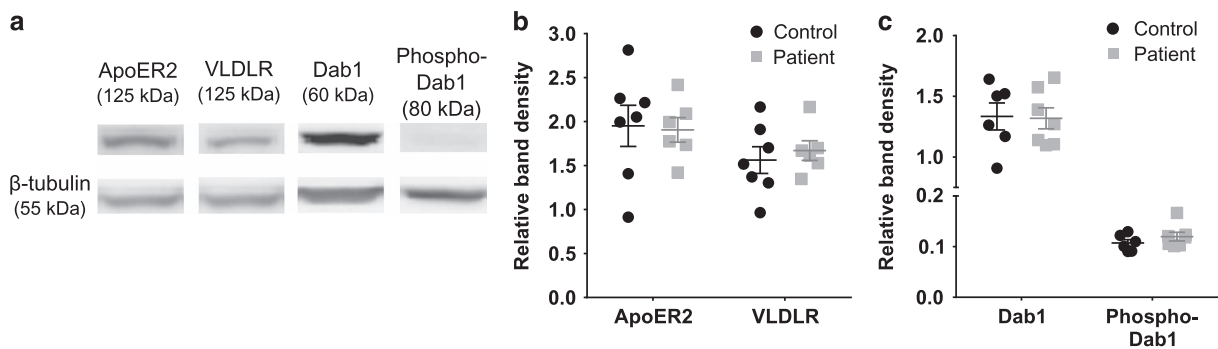 a
ApoER2
(125 kDa)
VLDLR
(125 kDa)
Dab1
(60 kDa)
Phospho-
Dab1
(80 kDa)
β-tubulin
(55 kDa)
b
Relative band density
3.0
2.5
2.0
1.5
1.0
0.5
0.0
Control
Patient
ApoER2
VLDLR
c
Relative band density
2.0
1.5
1.0
0.2
0.1
0.0
Control
Patient
Dab1
Phospho-
Dab1